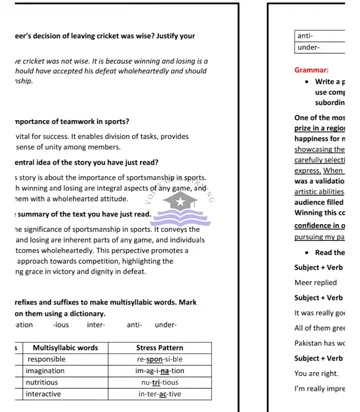 eer's decision of leaving cricket was wise? Justify your
ve cricket was not wise. It is because winning and losing is a
hould have accepted his defeat wholeheartedly and should
nship.
mportance of teamwork in sports?
vital for success. It enables division of tasks, provides
sense of unity among members.
entral idea of the story you have just read?
s story is about the importance of sportsmanship in sports.
h winning and losing are integral aspects of any game, and
hem with a wholehearted attitude.
summary of the text you have just read.
he significance of sportsmanship in sports. It conveys the
and losing are inherent parts of any game, and individuals
tcomes wholeheartedly. This perspective promotes a
approach towards competition, highlighting the
ng grace in victory and dignity in defeat.
refixes and suffixes to make multisyllabic words. Mark
on them using a dictionary.
ation -ious inter- anti- under-
s Multisyllabic words Stress Pattern
responsible re-spon-si-ble
imagination im-ag-i-na-tion
nutritious nu-tri-tious
interactive in-ter-ac-tive
anti-
under-
Grammar:
• Write a p
use comp
subordin
One of the mos
prize in a region
happiness for m
showcasing the
carefully selecti
express. When
was a validation
artistic abilities
audience filled
Winning this co
confidence in o
pursuing my pa
• Read the
Subject + Verb
Meer replied
Subject + Verb
It was really goo
All of them gree
Pakistan has wo
Subject + Verb
You are right.
I'm really impre